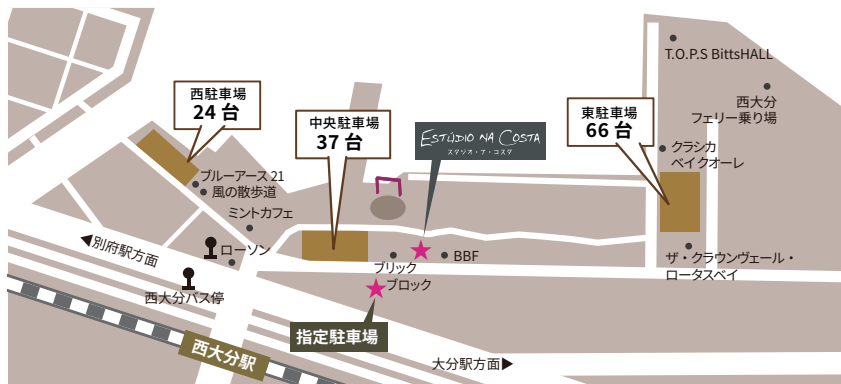 T.O.P.S BittsHALL
西大分
フェリー乗り場
西駐車場
24 台
中央駐車場
37 台
ESTÚDIO NA COSTA
スタジオ・ナ・コスタ
東駐車場
66 台
クラシカ
ベイクオーレ
ブルーアース 21
風の散歩道
ミントカフェ
◀別府駅方面
ローソン
BBF
ブリック
ブロック
ザ・クラウンヴェール・
ロータスベイ
西大分バス停
指定駐車場
西大分駅
大分駅方面▶